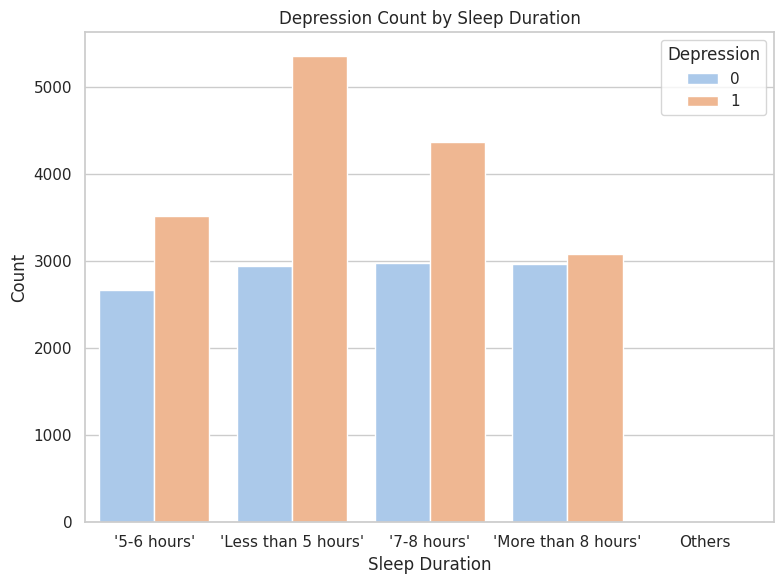 Depression Count by Sleep Duration
Depression
0
1
Count
5000
4000
3000
2000
1000
0
'5-6 hours' 'Less than 5 hours' '7-8 hours' 'More than 8 hours' Others
Sleep Duration